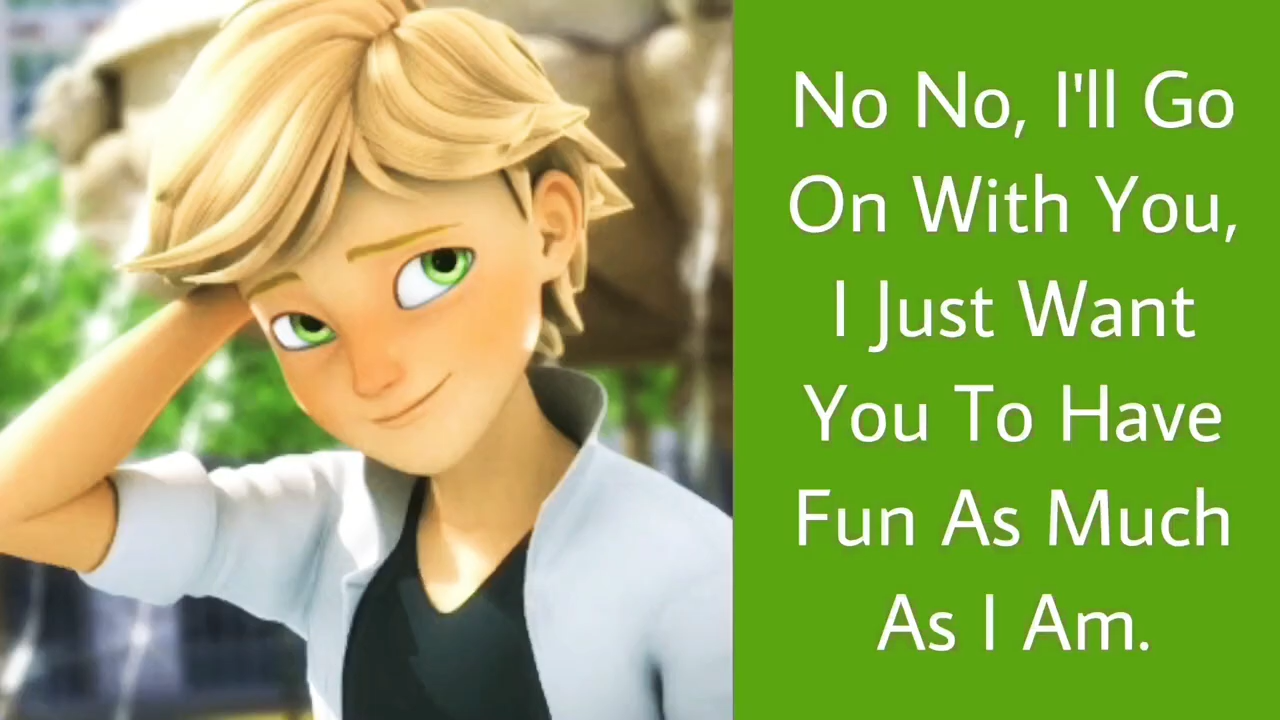 No No, I'll Go
On With You,
I Just Want
You To Have
Fun As Much
As I Am.